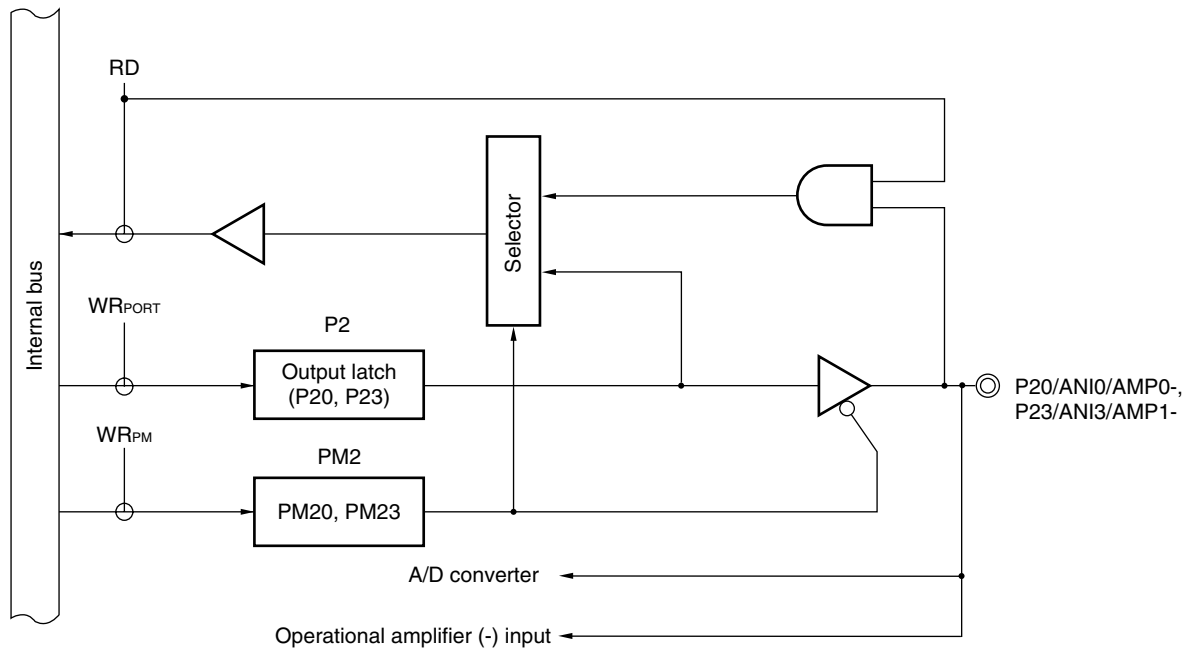 RD
Selector
Internal bus
WRPORT
P2
Output latch
(P20, P23)
P20/ANI0/AMP0-,
P23/ANI3/AMP1-
WRPM
PM2
PM20, PM23
A/D converter
Operational amplifier (-) input